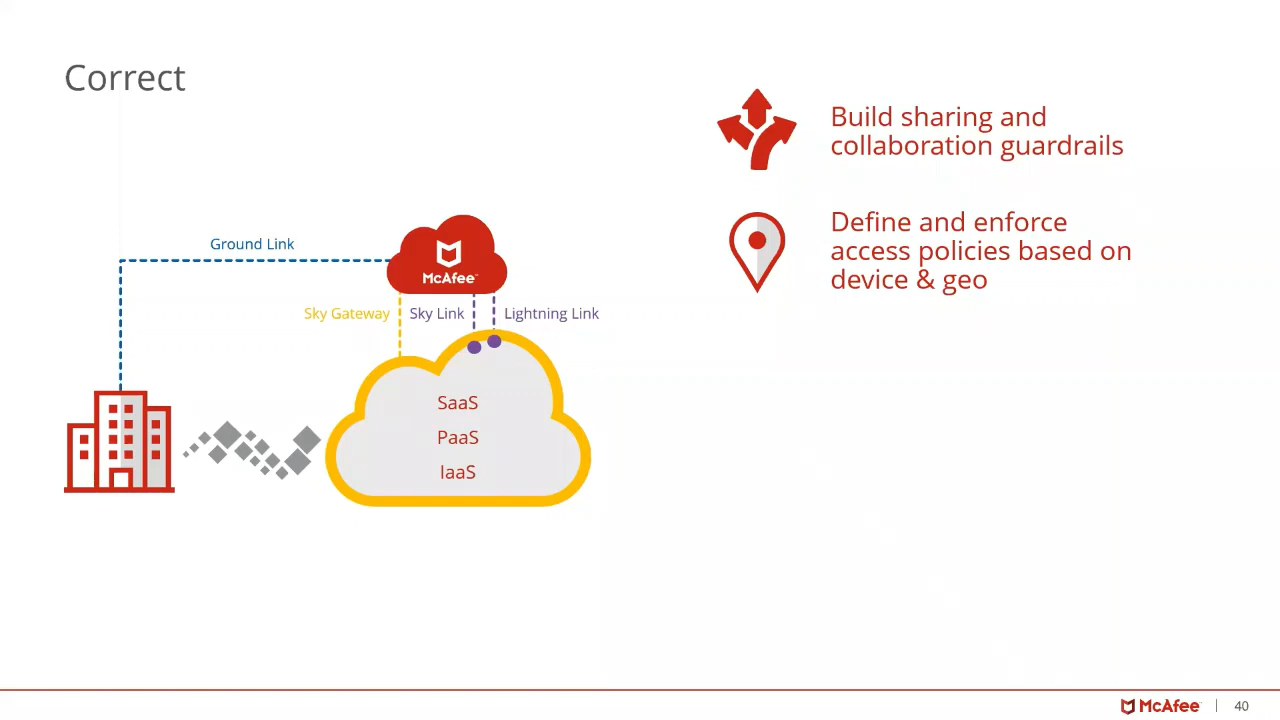 Correct
Build sharing and
collaboration guardrails
Define and enforce
access policies based on
device & geo
Ground Link
McAfee™
Sky Gateway
Sky Link
Lightning Link
SaaS
PaaS
IaaS
McAfee
40